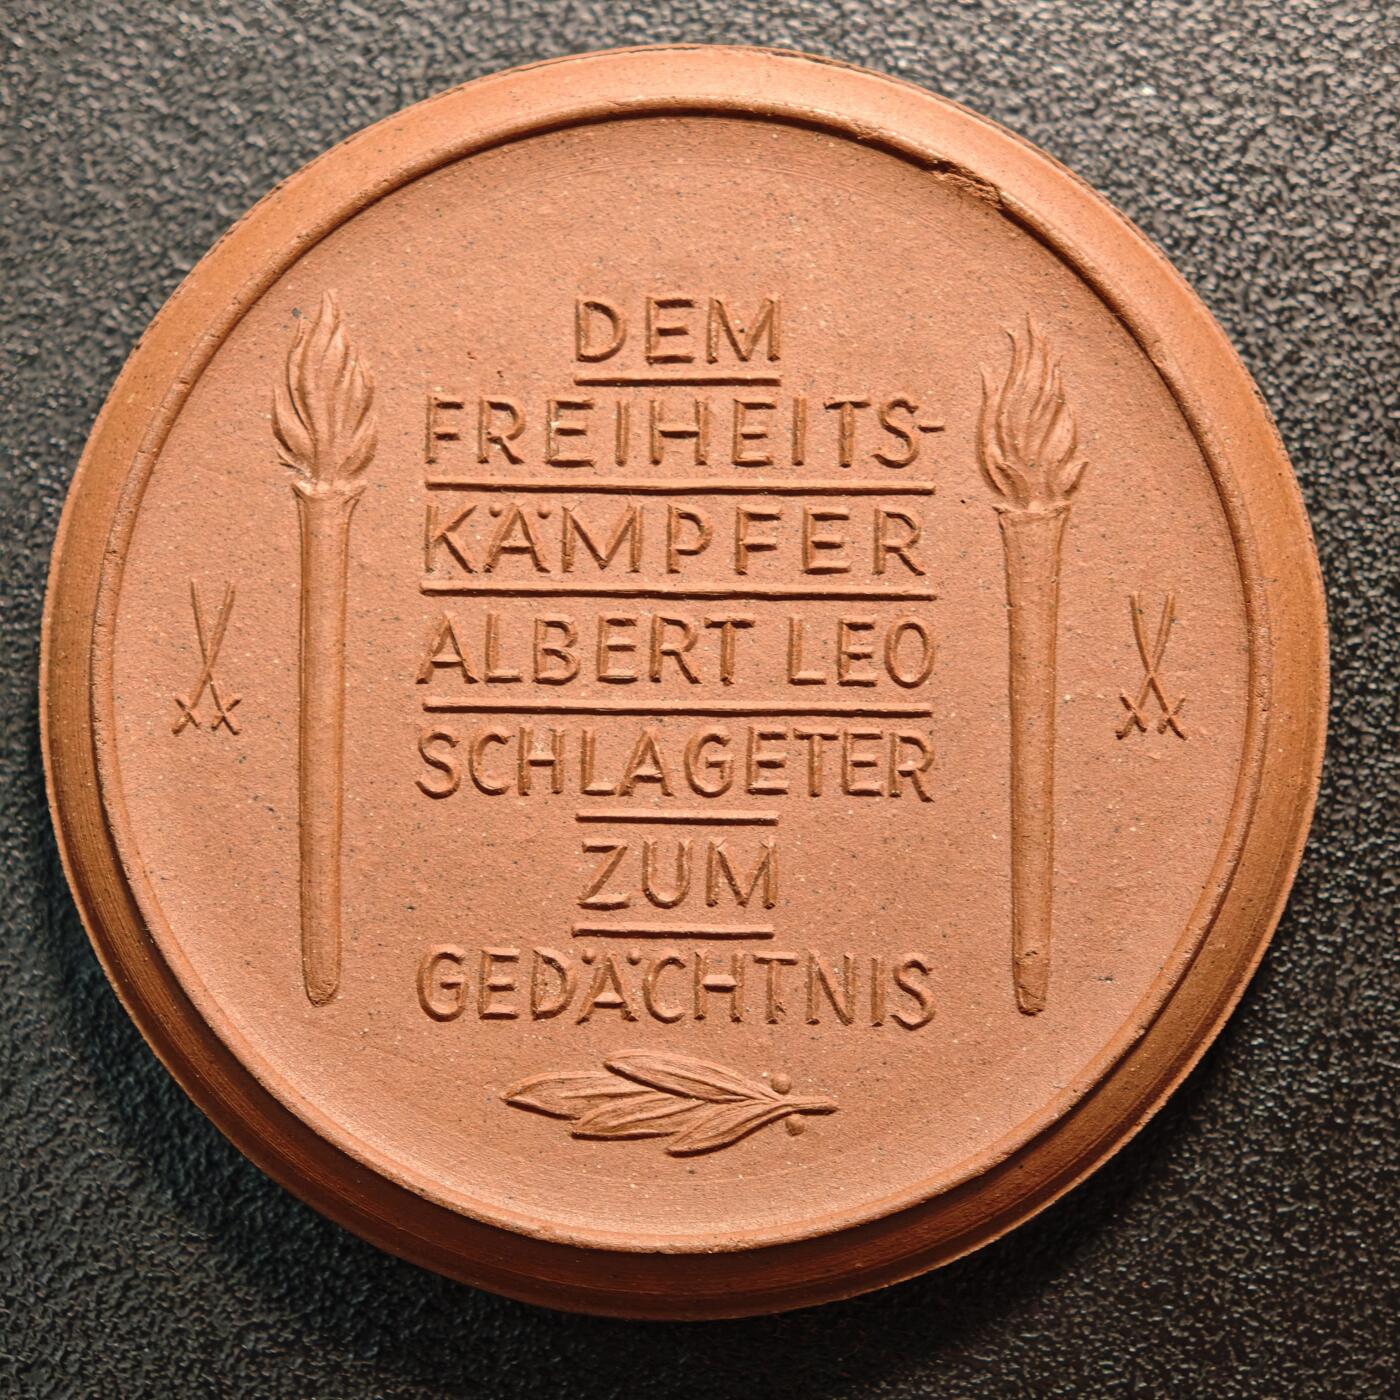 DEM
FREIHEITS-
KÄMPFER
ALBERT LEO
SCHLAGETER
ZUM
GEDÄCHTNIS